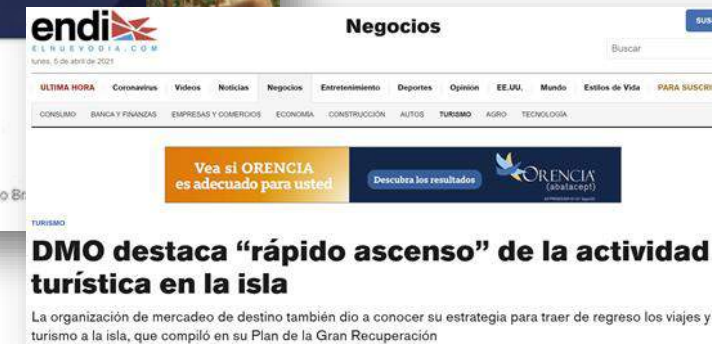 endi
Negocios
ELNUEVODIA.COM
lunes, 5 de abril de 2021
Buscar
ULTIMA HORA Coronavirus Videos Noticias Negocios Entretenimiento Deportes Opinión EE.UU. Mundo Estilos de Vida PARA SUSCRI
CONSUMO BANCA Y FINANZAS EMPRESAS Y COMERCIOS ECONOMÍA CONSTRUCCIÓN AUTOS TURISMO AGRO TECNOLOGÍA
Vea si ORENCIA
es adecuado para usted
Descubra los resultados
ORENCIA
(abatacept)
TURISMO
DMO destaca “rápido ascenso” de la actividad
turística en la isla
La organización de mercadeo de destino también dio a conocer su estrategia para traer de regreso los viajes y
turismo a la isla, que compiló en su Plan de la Gran Recuperación